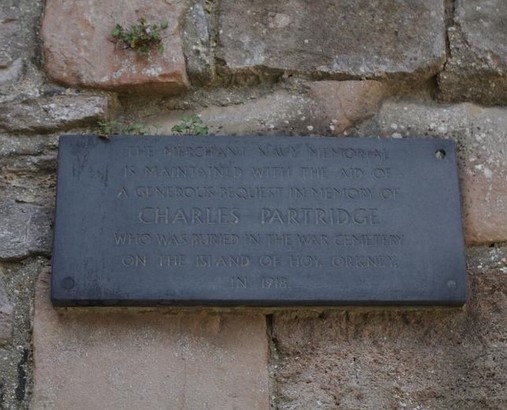 THE MERCHANT NAVY MEMORIAL
IS MAINTAINED WITH THE AID OF
A GENEROUS BEQUEST IN MEMORY OF
CHARLES PARTRIDGE
WHO WAS BURIED IN THE WAR CEMETERY
ON THE ISLAND OF HOY, ORKNEY,
IN